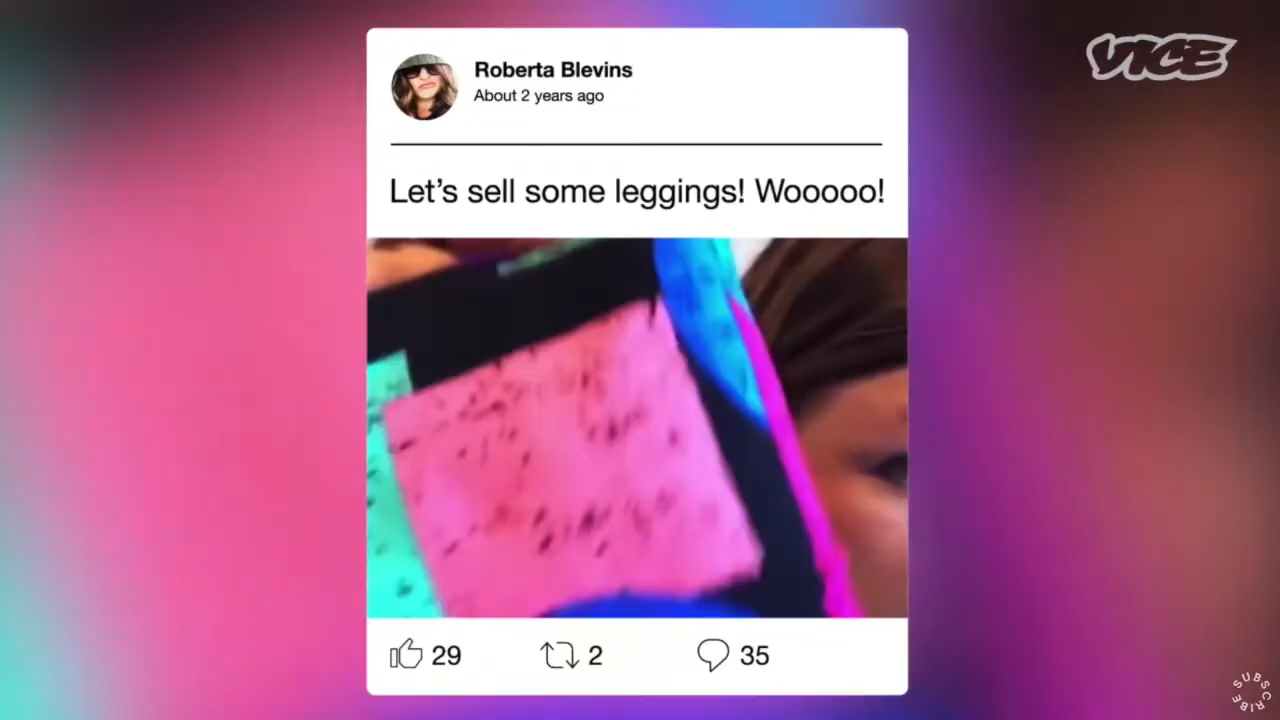 VICE
Roberta Blevins
About 2 years ago
Let's sell some leggings! Wooooo!
29
2
35
SUBSCRIBE